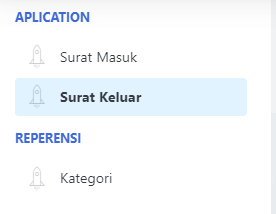 APLICATION
Surat Masuk
Surat Keluar
REPERENSI
Kategori